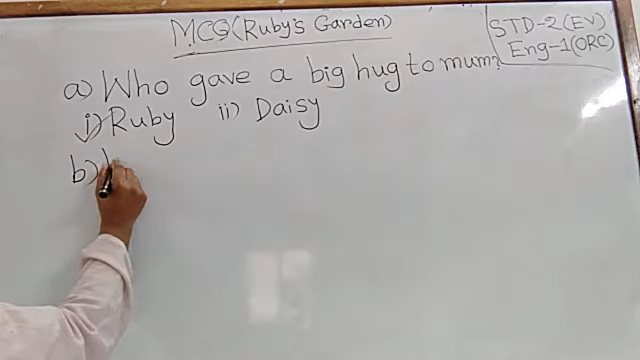 MCQ (Ruby's Garden)
STD-2(EV)
Eng-1(ORC)
a) Who gave a big hug to mum?
i) Ruby ii) Daisy
b)